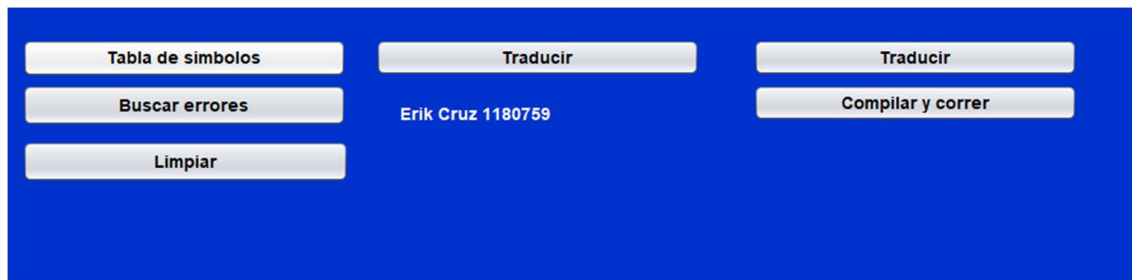 Tabla de simbolos
Traducir
Traducir
Buscar errores
Erik Cruz 1180759
Compilar y correr
Limpiar